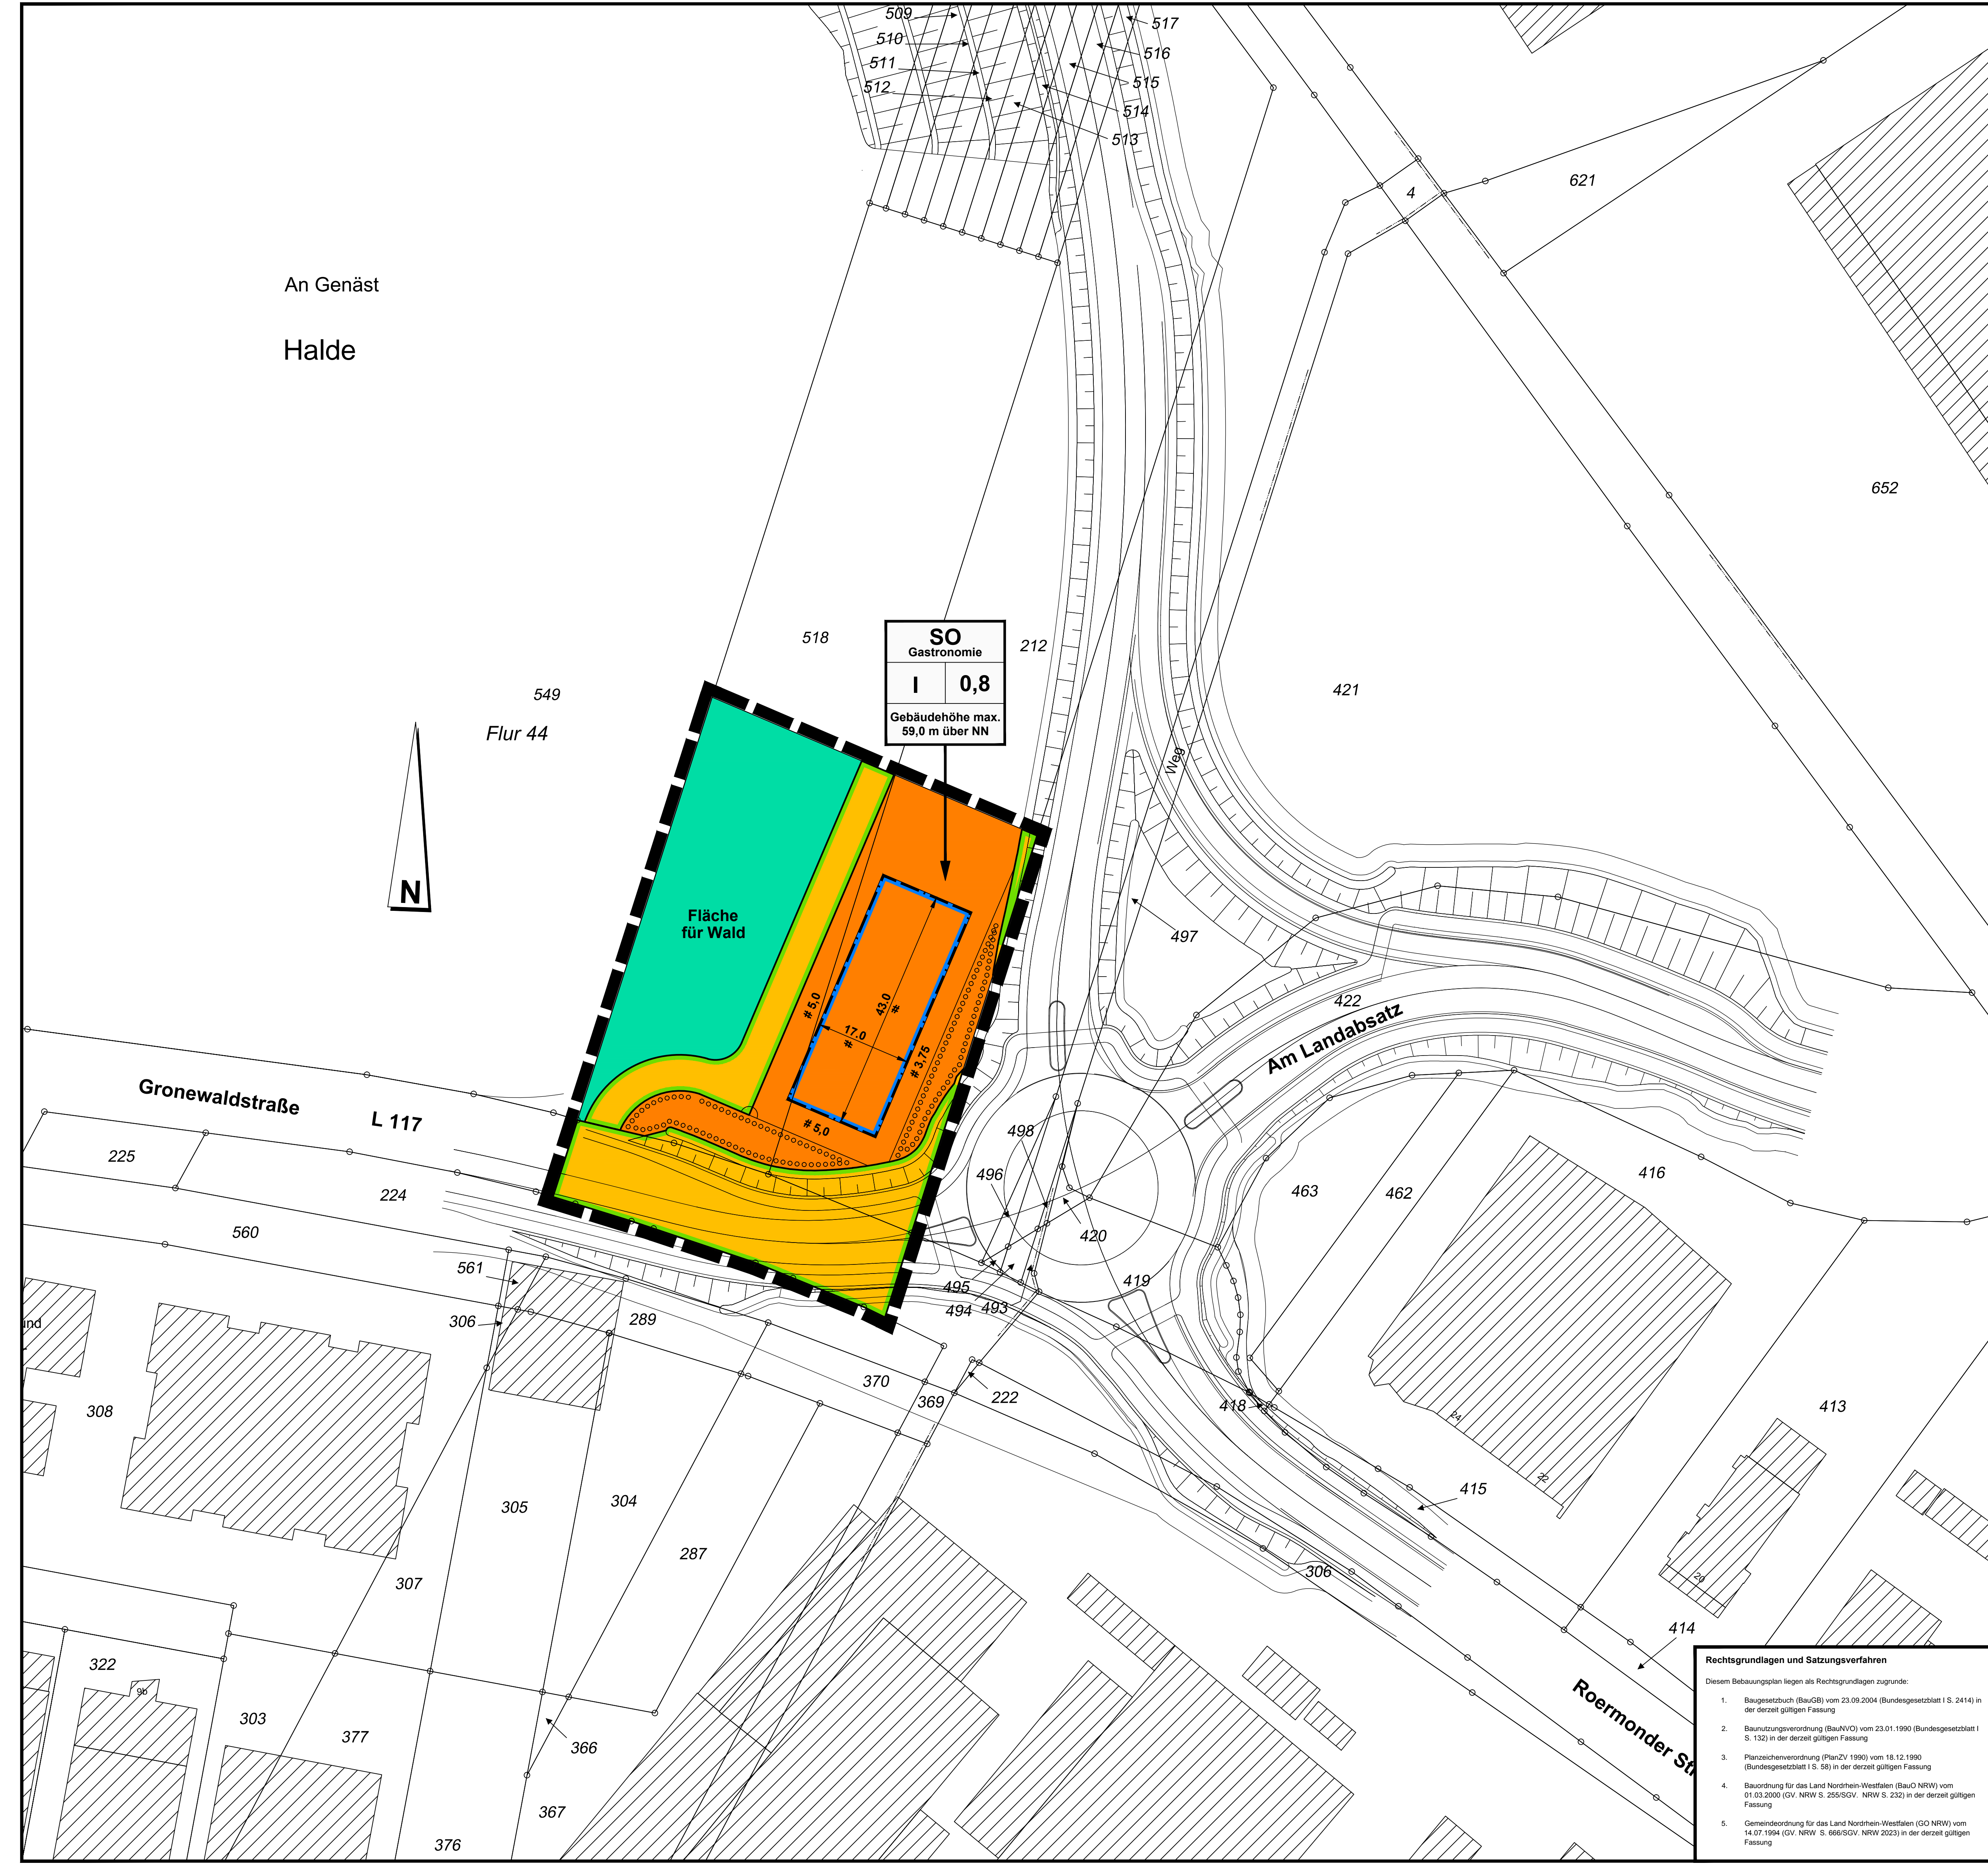 509
510
511
512
517
516
515
514
513
4
621
An Genäst
Halde
652
518
212
549
421
Flur 44
SO
Gastronomie
I 0,8
Gebäudehöhe max.
59,0 m über NN
Weg
N
Fläche
für Wald
497
# 5,0
43.0
#
17.0
#
# 3,75
# 5,0
422
Am Landabsatz
Gronewaldstraße
L 117
225
224
560
498
496
420
463
462
416
419
561
306
289
495
494
493
370
369
222
418
308
413
24
22
415
305
304
287
307
306
20
414
322
9b
303
377
366
367
376
Roermonder
Rechtsgrundlagen und Satzungsverfahren
Diesem Bebauungsplan liegen als Rechtsgrundlagen zugrunde:
1. Baugesetzbuch (BauGB) vom 23.09.2004 (Bundesgesetzblatt I S. 2414) in
der derzeit gültigen Fassung
2. Baunutzungsverordnung (BauNVO) vom 23.01.1990 (Bundesgesetzblatt I
S. 132) in der derzeit gültigen Fassung
3. Planzeichenverordnung (PlanZV 1990) vom 18.12.1990
(Bundesgesetzblatt I S. 58) in der derzeit gültigen Fassung
4. Bauordnung für das Land Nordrhein-Westfalen (BauO NRW) vom
01.03.2000 (GV. NRW S. 255/SGV. NRW S. 232) in der derzeit gültigen
Fassung
5. Gemeindeordnung für das Land Nordrhein-Westfalen (GO NRW) vom
14.07.1994 (GV. NRW S. 666/SGV. NRW 2023) in der derzeit gültigen
Fassung